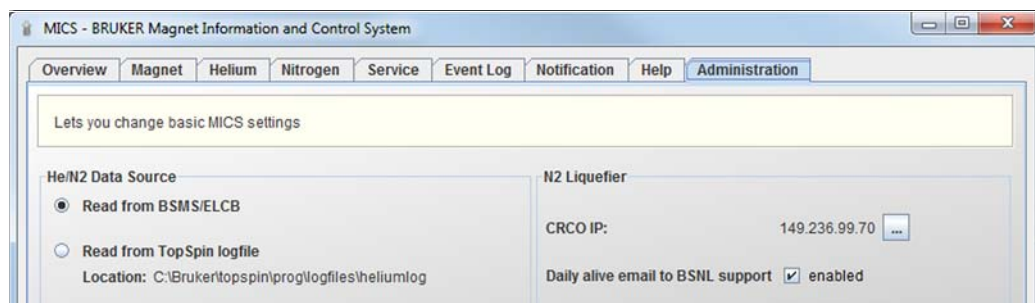 MICS - BRUKER Magnet Information and Control System
Overview Magnet Helium Nitrogen Service Event Log Notification Help Administration
Lets you change basic MICS settings
He/N2 Data Source
Read from BSMS/ELCB
Read from TopSpin logfile
Location: C:\Bruker\topspin\prog\logfiles\heliumlog
N2 Liquefier
CRCO IP: 149.236.99.70 ...
Daily alive email to BSNL support enabled